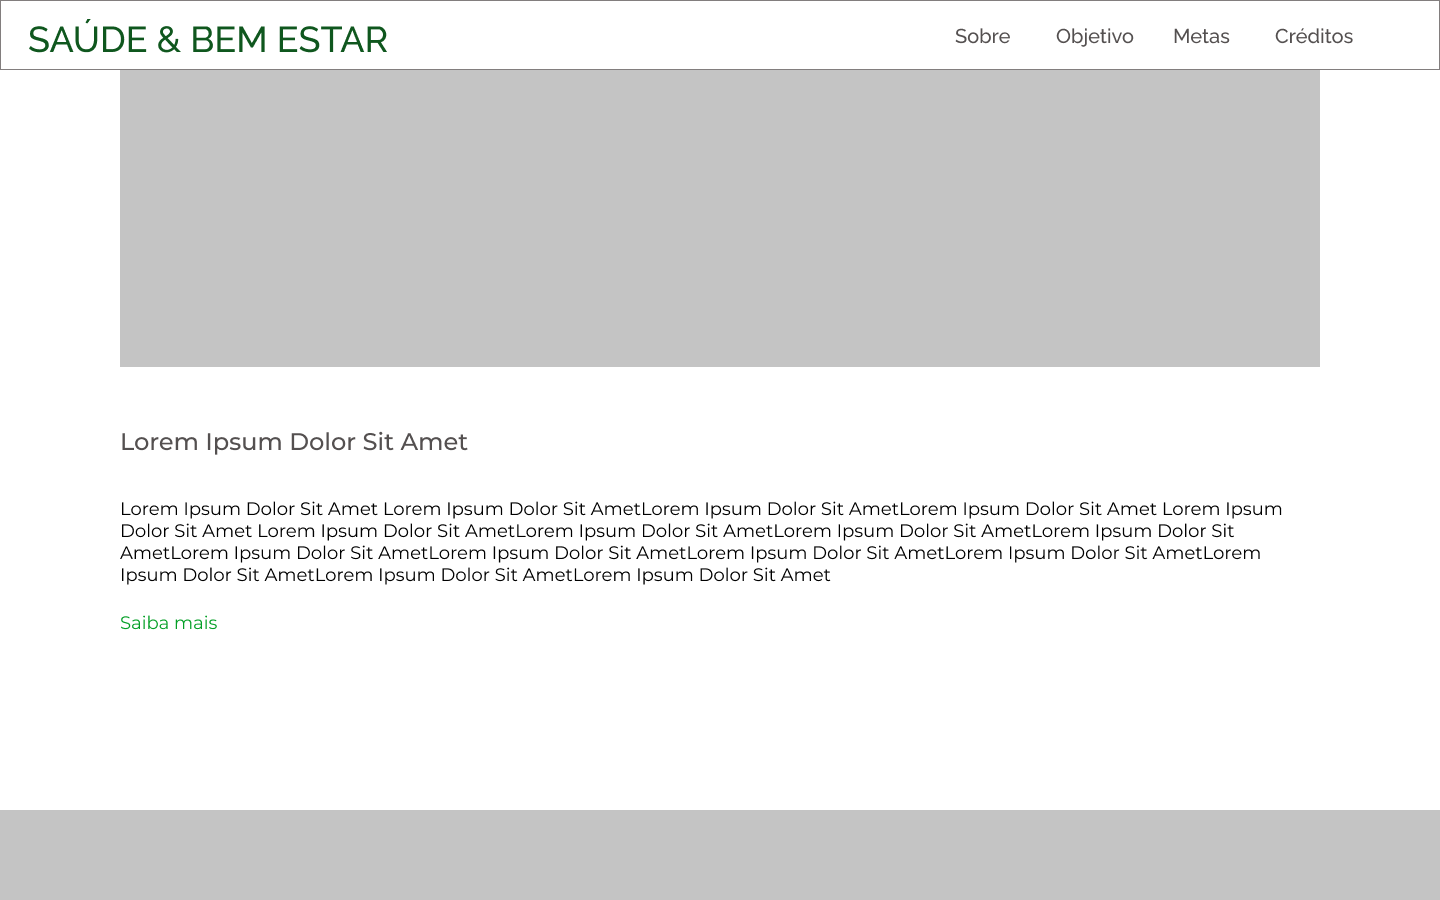 SAÚDE & BEM ESTAR
Sobre Objetivo Metas Créditos
Lorem Ipsum Dolor Sit Amet
Lorem Ipsum Dolor Sit Amet Lorem Ipsum Dolor Sit AmetLorem Ipsum Dolor Sit AmetLorem Ipsum Dolor Sit Amet Lorem Ipsum
Dolor Sit Amet Lorem Ipsum Dolor Sit AmetLorem Ipsum Dolor Sit AmetLorem Ipsum Dolor Sit AmetLorem Ipsum Dolor Sit
AmetLorem Ipsum Dolor Sit AmetLorem Ipsum Dolor Sit AmetLorem Ipsum Dolor Sit AmetLorem Ipsum Dolor Sit AmetLorem
Ipsum Dolor Sit AmetLorem Ipsum Dolor Sit AmetLorem Ipsum Dolor Sit Amet
Saiba mais